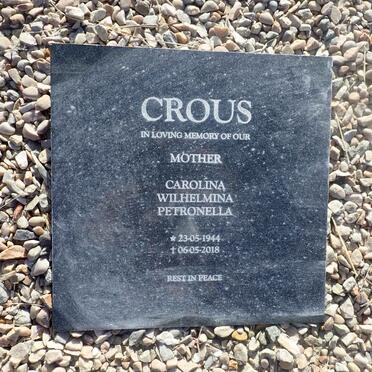 CROUS
IN LOVING MEMORY OF OUR
MOTHER
CAROLINA
WILHELMINA
PETRONELLA
★ 23-05-1944
† 06-05-2018
REST IN PEACE